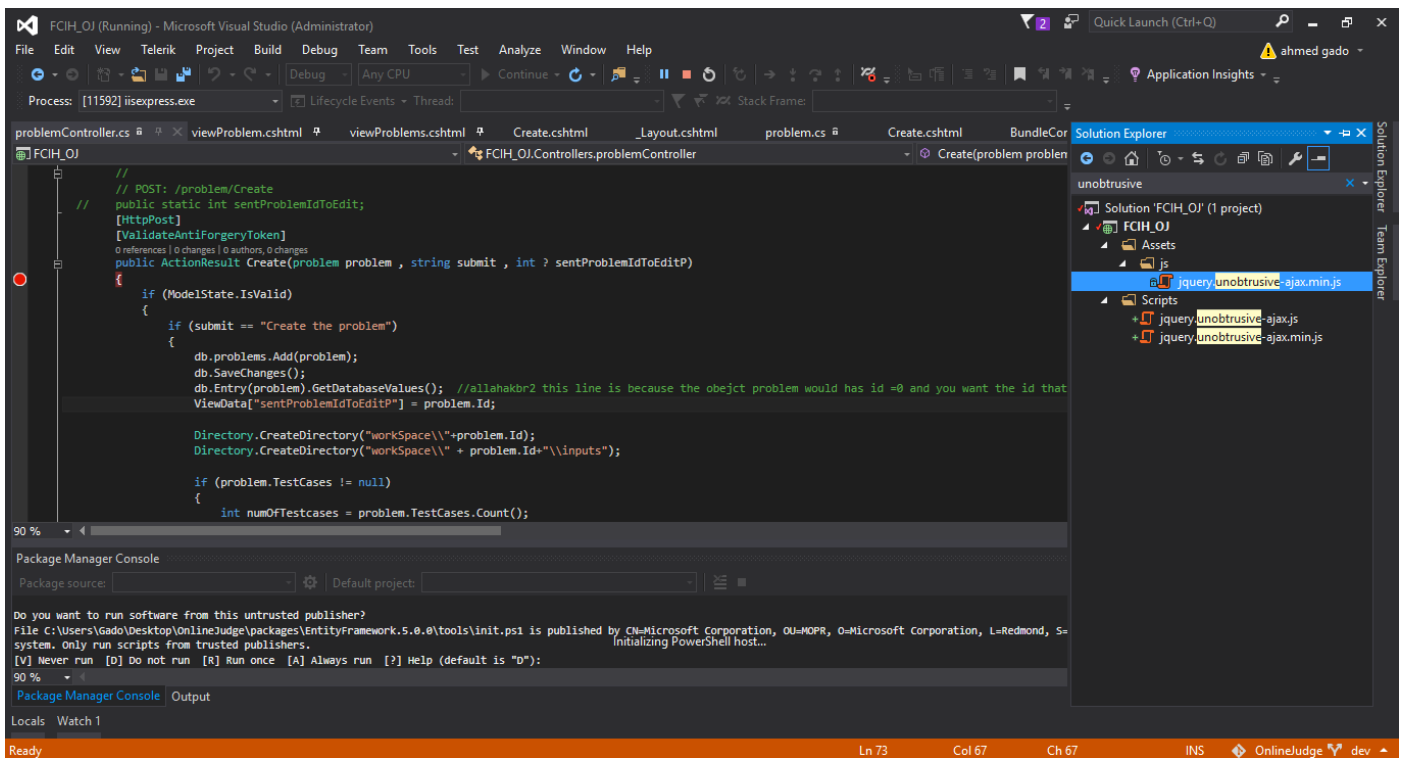 FCIH_OJ (Running) - Microsoft Visual Studio (Administrator)
2
Quick Launch (Ctrl+Q)
File Edit View Telerik Project Build Debug Team Tools Test Analyze Window Help
ahmed gado
Debug Any CPU Continue Application Insights
Process: [11592] iisexpress.exe Lifecycle Events Thread: Stack Frame:
problemController.cs viewProblem.cshtml viewProblems.cshtml Create.cshtml _Layout.cshtml problem.cs Create.cshtml BundleCor
FCIH_OJ FCIH_OJ.Controllers.problemController Create(problem problen
//
// POST: /problem/Create
// public static int sentProblemIdToEdit;
[HttpPost]
[ValidateAntiForgeryToken]
0 references | 0 changes | 0 authors, 0 changes
public ActionResult Create(problem problem , string submit , int ? sentProblemIdToEditP)
{
if (ModelState.IsValid)
{
if (submit == "Create the problem")
{
db.problems.Add(problem);
db.SaveChanges();
db.Entry(problem).GetDatabaseValues(); //allahakbr2 this line is because the obejct problem would has id =0 and you want the id that
ViewData["sentProblemIdToEditP"] = problem.Id;
Directory.CreateDirectory("workSpace\\"+problem.Id);
Directory.CreateDirectory("workSpace\\" + problem.Id+"\\inputs");
if (problem.TestCases != null)
{
int numOfTestcases = problem.TestCases.Count();
90 %
Package Manager Console
Package source: Default project:
Do you want to run software from this untrusted publisher?
File C:\Users\Gado\Desktop\OnlineJudge\packages\EntityFramework.5.0.0\tools\init.ps1 is published by CN=Microsoft Corporation, OU=MOPR, O=Microsoft Corporation, L=Redmond, S=
Initializing PowerShell host...
system. Only run scripts from trusted publishers.
[V] Never run [D] Do not run [R] Run once [A] Always run [?] Help (default is "D"):
90 %
Package Manager Console Output
Locals Watch 1
Ready Ln 73 Col 67 Ch 67 INS OnlineJudge dev
Solution Explorer
unobtrusive
Solution 'FCIH_OJ' (1 project)
FCIH_OJ
Assets
js
jquery.unobtrusive-ajax.min.js
Scripts
jquery.unobtrusive-ajax.js
jquery.unobtrusive-ajax.min.js
Solution Explorer
Team Explorer